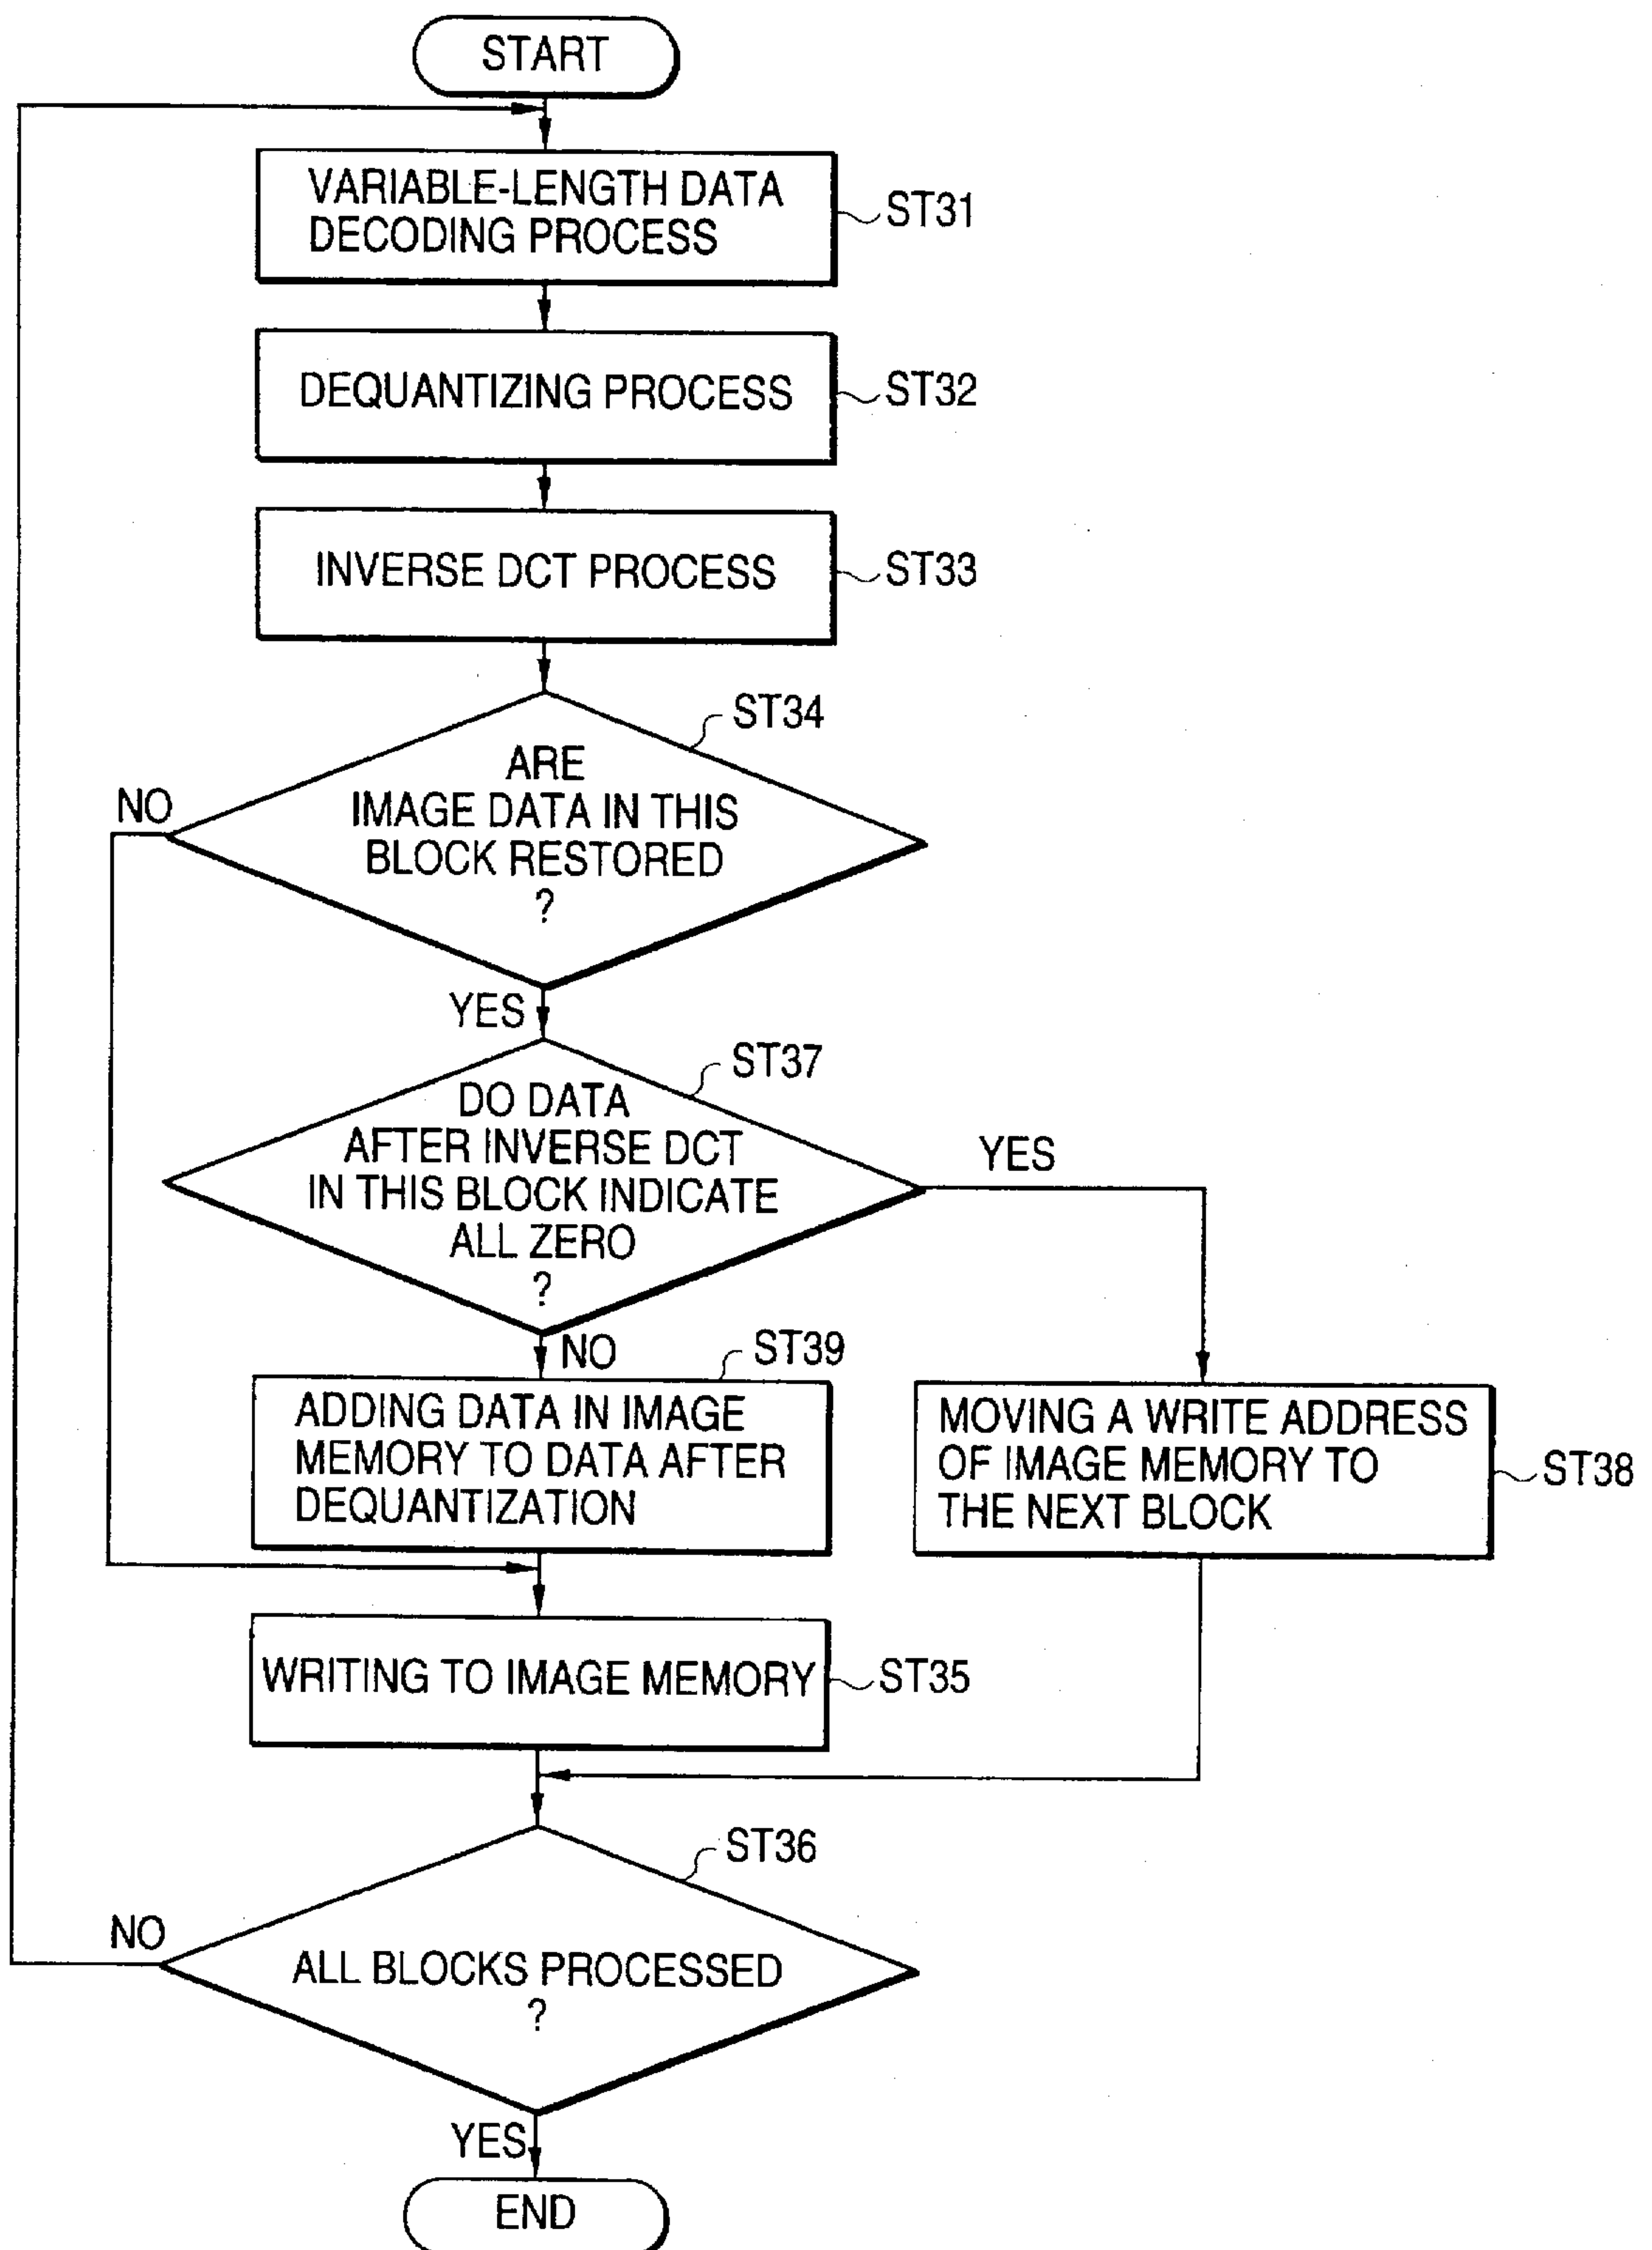 START
VARIABLE-LENGTH DATA
DECODING PROCESS
ST31
DEQUANTIZING PROCESS
ST32
INVERSE DCT PROCESS
ST33
ST34
ARE
IMAGE DATA IN THIS
BLOCK RESTORED
?
NO
YES
ST37
DO DATA
AFTER INVERSE DCT
IN THIS BLOCK INDICATE
ALL ZERO
?
YES
NO
ST39
ADDING DATA IN IMAGE
MEMORY TO DATA AFTER
DEQUANTIZATION
MOVING A WRITE ADDRESS
OF IMAGE MEMORY TO
THE NEXT BLOCK
ST38
WRITING TO IMAGE MEMORY
ST35
ST36
NO
ALL BLOCKS PROCESSED
?
YES
END